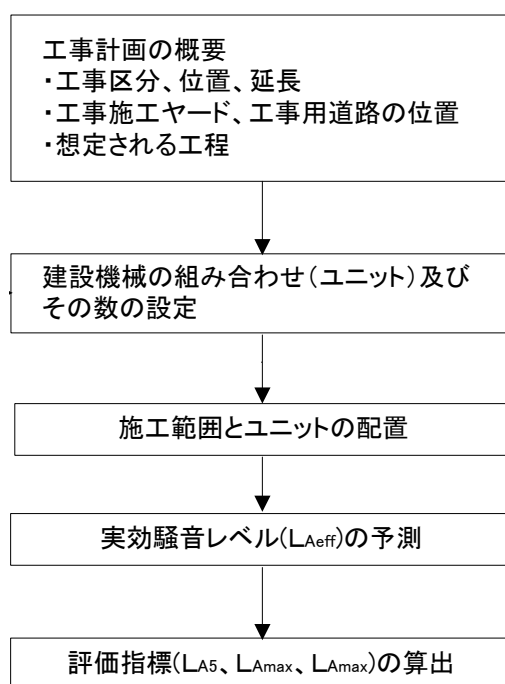 工事計画の概要
・工事区分、位置、延長
・工事施工ヤード、工事用道路の位置
・想定される工程
建設機械の組み合わせ(ユニット)及び
その数の設定
施工範囲とユニットの配置
実効騒音レベル(LAeff)の予測
評価指標(LA5、LAmax、LAmax)の算出